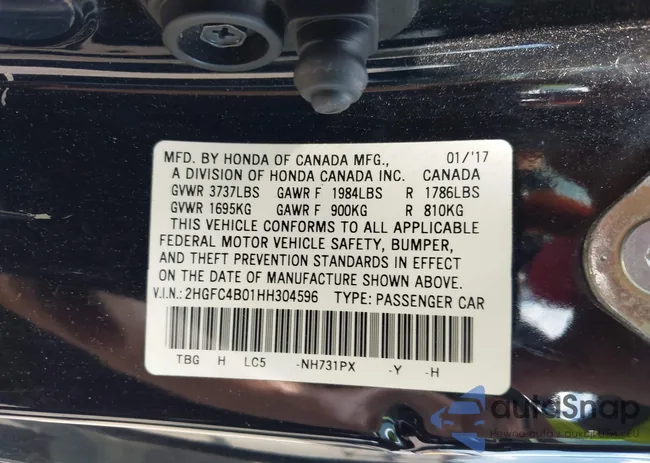 MFD. BY HONDA OF CANADA MFG., 01/'17
A DIVISION OF HONDA CANADA INC. CANADA
GVWR 3737LBS GAWR F 1984LBS R 1786LBS
GVWR 1695KG GAWR F 900KG R 810KG
THIS VEHICLE CONFORMS TO ALL APPLICABLE
FEDERAL MOTOR VEHICLE SAFETY, BUMPER,
AND THEFT PREVENTION STANDARDS IN EFFECT
ON THE DATE OF MANUFACTURE SHOWN ABOVE.
V.I.N.: 2HGFC4B01HH304596 TYPE: PASSENGER CAR
TBG H LC5 -NH731PX -Y -H
autoSnap